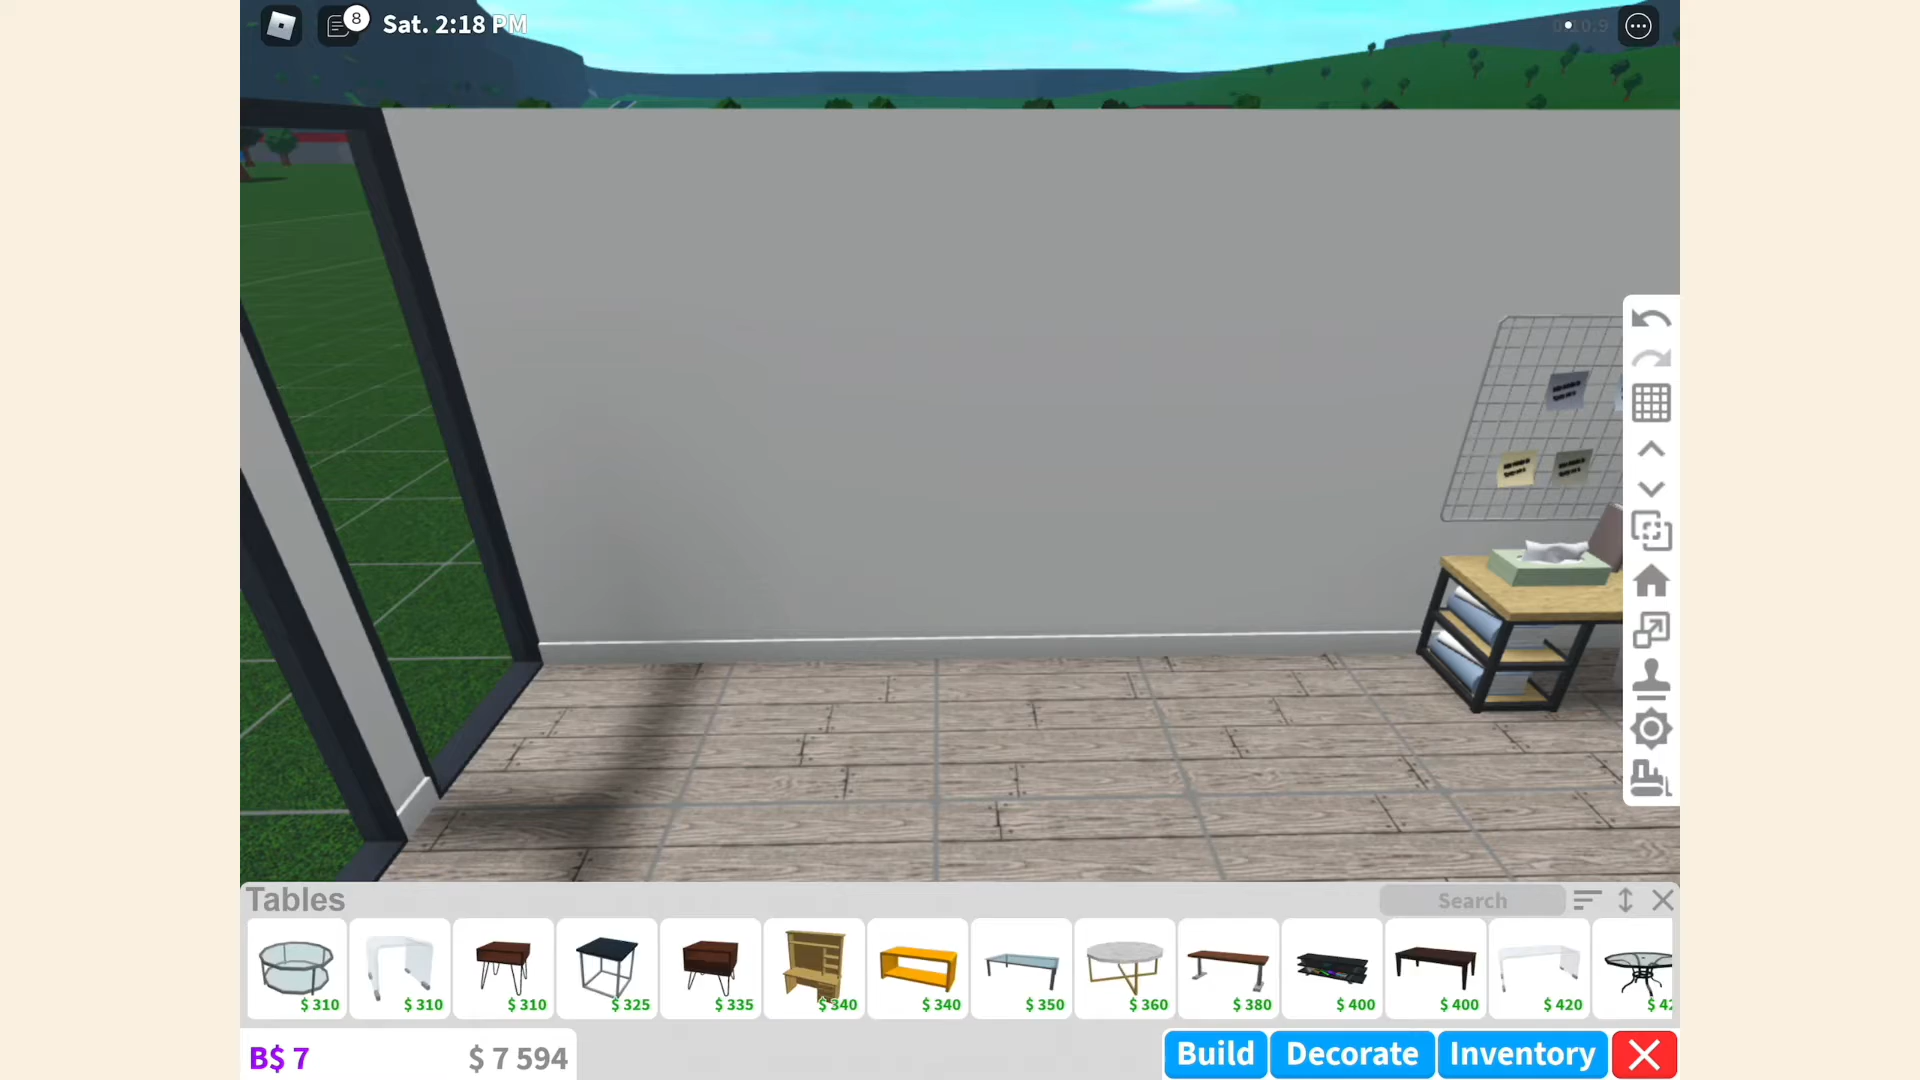 8
Sat. 2:18 PM
Tables
Search
$ 310
$ 310
$ 310
$ 325
$ 335
$ 340
$ 340
$ 350
$ 360
$ 380
$ 400
$ 400
$ 420
B$ 7
$ 7 594
Build
Decorate
Inventory